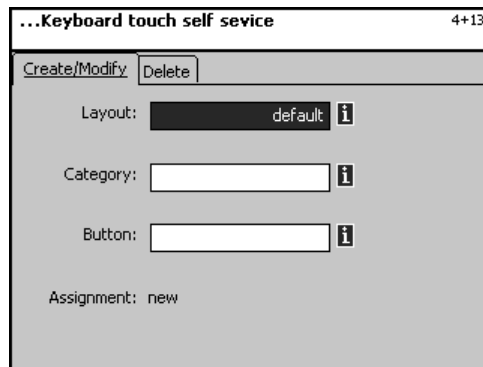 ...Keyboard touch self sevice 4+13
Create/Modify Delete
Layout: default i
Category: i
Button: i
Assignment: new